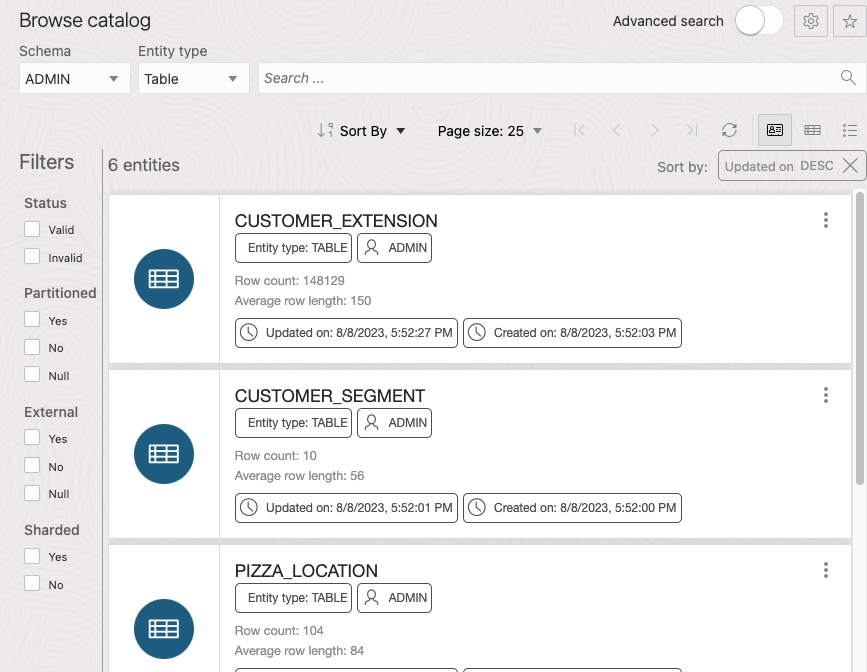 Browse catalog
Advanced search
Schema
Entity type
ADMIN
Table
Search ...
Sort By
Page size: 25
Filters
6 entities
Sort by:
Updated on DESC
Status
Valid
Invalid
Partitioned
Yes
No
Null
External
Yes
No
Null
Sharded
Yes
No
CUSTOMER_EXTENSION
Entity type: TABLE
ADMIN
Row count: 148129
Average row length: 150
Updated on: 8/8/2023, 5:52:27 PM
Created on: 8/8/2023, 5:52:03 PM
CUSTOMER_SEGMENT
Entity type: TABLE
ADMIN
Row count: 10
Average row length: 56
Updated on: 8/8/2023, 5:52:01 PM
Created on: 8/8/2023, 5:52:00 PM
PIZZA_LOCATION
Entity type: TABLE
ADMIN
Row count: 104
Average row length: 84